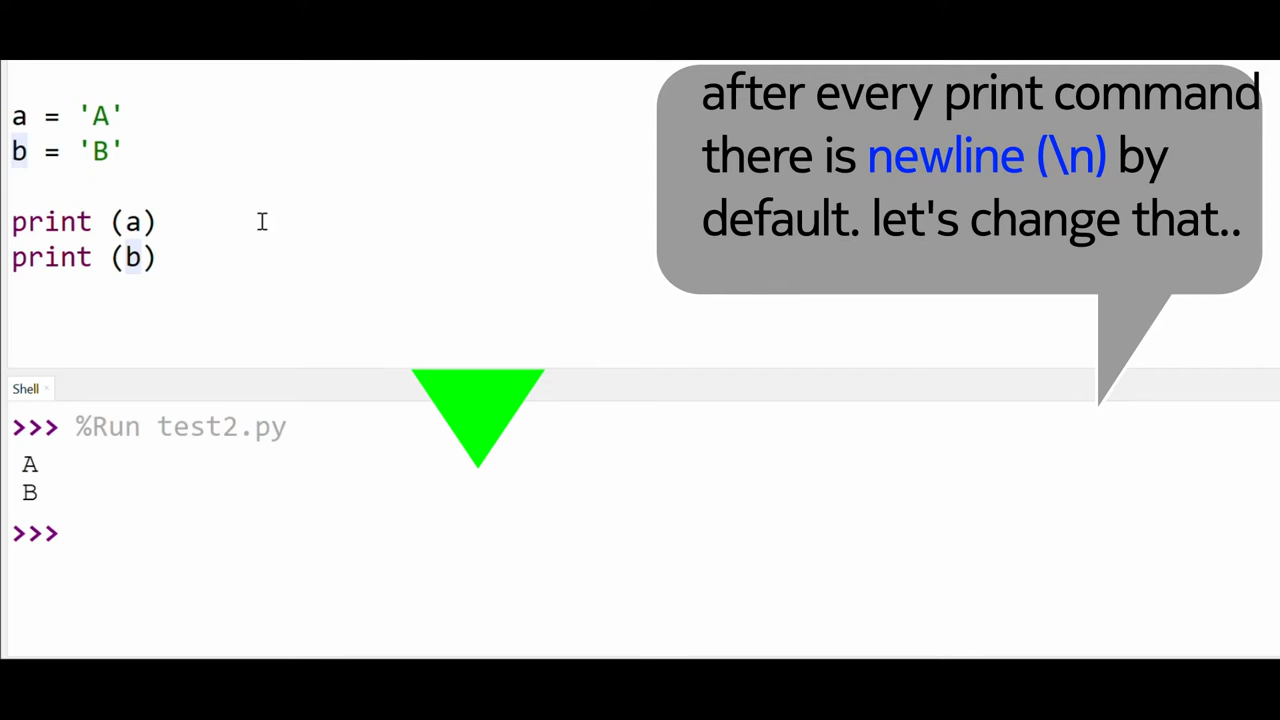 a = 'A'
b = 'B'
print (a)
print (b)
after every print command
there is newline (\n) by
default. let's change that..
Shell
>>> %Run test2.py
A
B
>>>